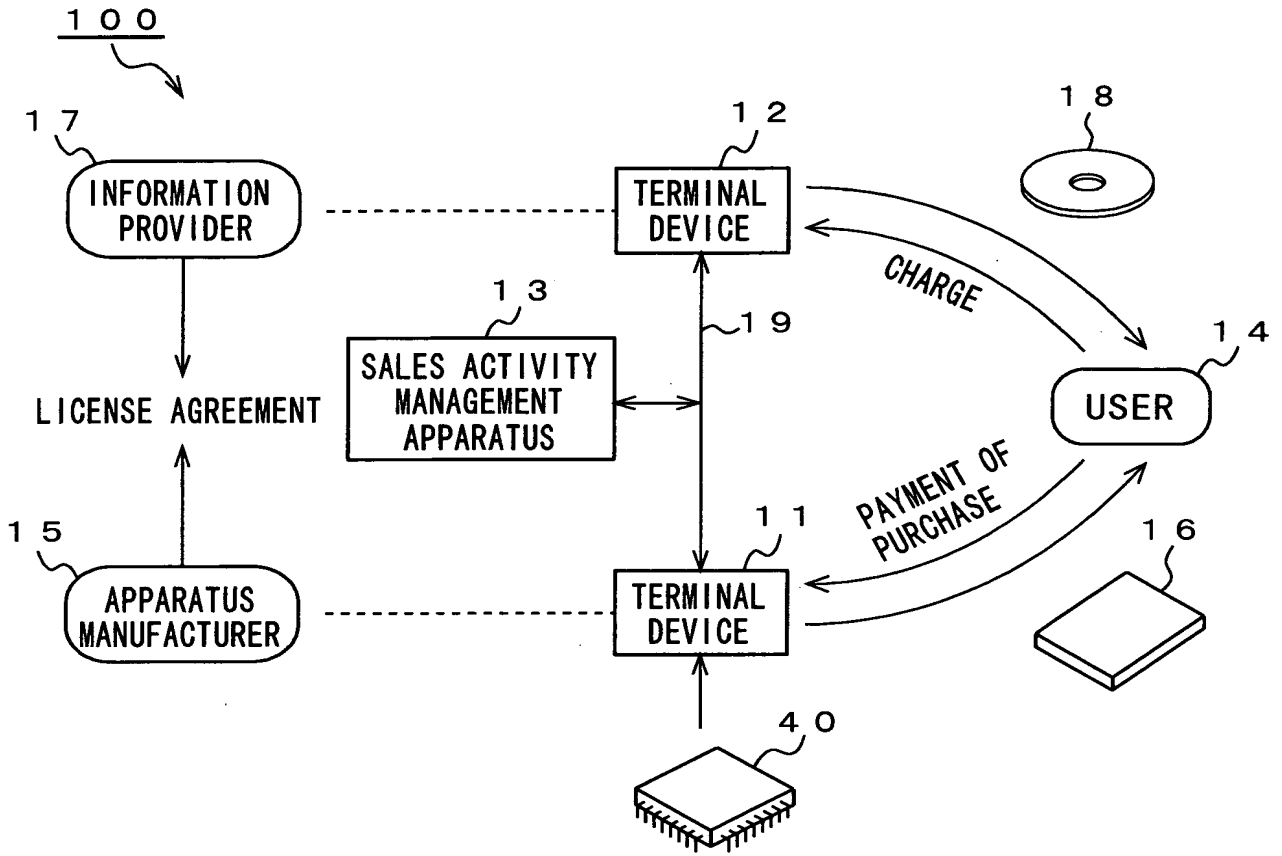 100
17
12
18
INFORMATION
PROVIDER
TERMINAL
DEVICE
CHARGE
13
19
14
SALES ACTIVITY
MANAGEMENT
APPARATUS
LICENSE AGREEMENT
USER
PAYMENT OF
PURCHASE
15
11
16
APPARATUS
MANUFACTURER
TERMINAL
DEVICE
40